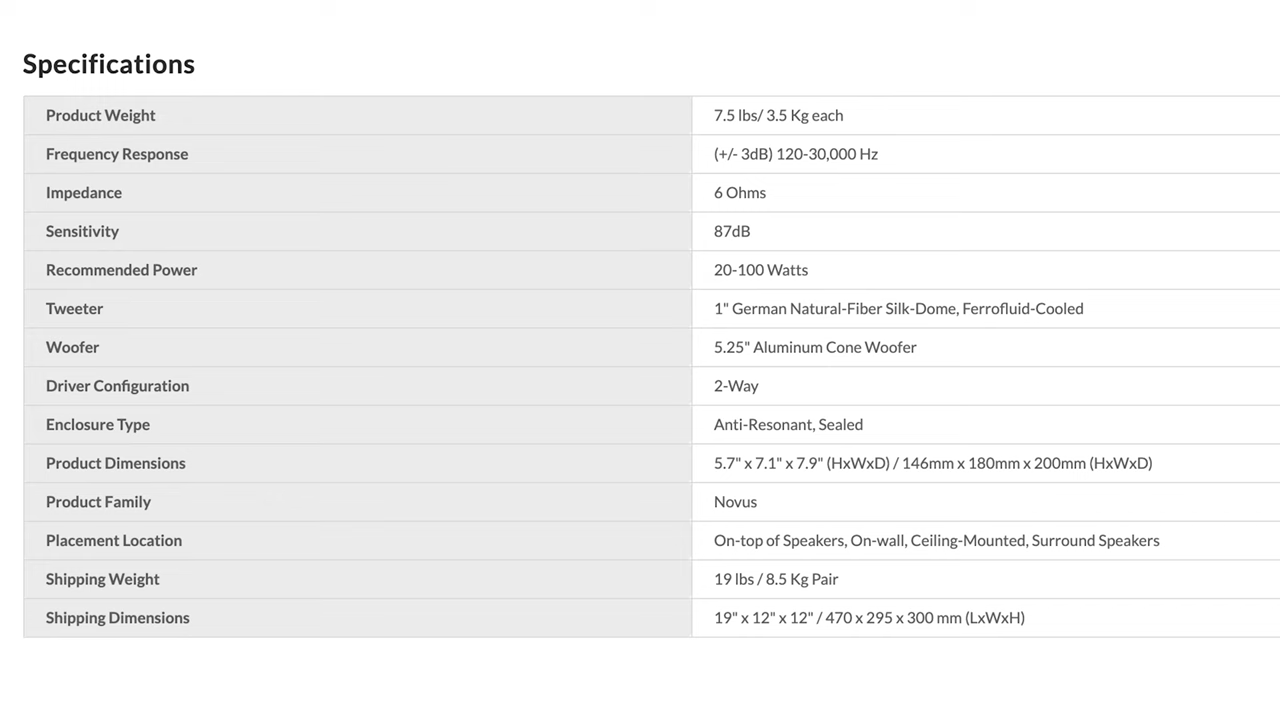 Specifications
Product Weight 7.5 lbs/ 3.5 Kg each
Frequency Response (+/- 3dB) 120-30,000 Hz
Impedance 6 Ohms
Sensitivity 87dB
Recommended Power 20-100 Watts
Tweeter 1" German Natural-Fiber Silk-Dome, Ferrofluid-Cooled
Woofer 5.25" Aluminum Cone Woofer
Driver Configuration 2-Way
Enclosure Type Anti-Resonant, Sealed
Product Dimensions 5.7" x 7.1" x 7.9" (HxWxD) / 146mm x 180mm x 200mm (HxWxD)
Product Family Novus
Placement Location On-top of Speakers, On-wall, Ceiling-Mounted, Surround Speakers
Shipping Weight 19 lbs / 8.5 Kg Pair
Shipping Dimensions 19" x 12" x 12" / 470 x 295 x 300 mm (LxWxH)